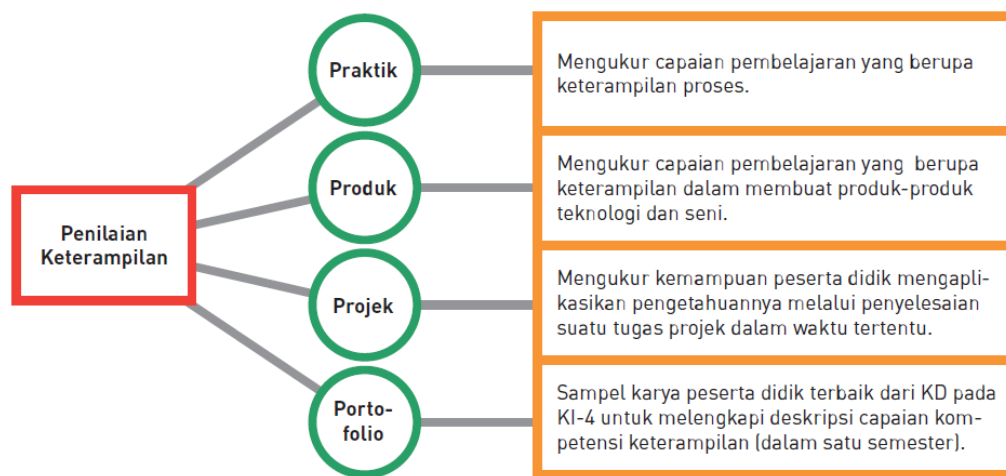 Penilaian
Keterampilan
Praktik
Mengukur capaian pembelajaran yang berupa
keterampilan proses.
Produk
Mengukur capaian pembelajaran yang berupa
keterampilan dalam membuat produk-produk
teknologi dan seni.
Projek
Mengukur kemampuan peserta didik mengapli-
kasikan pengetahuannya melalui penyelesaian
suatu tugas projek dalam waktu tertentu.
Porto-
folio
Sampel karya peserta didik terbaik dari KD pada
KI-4 untuk melengkapi deskripsi capaian kom-
petensi keterampilan (dalam satu semester).